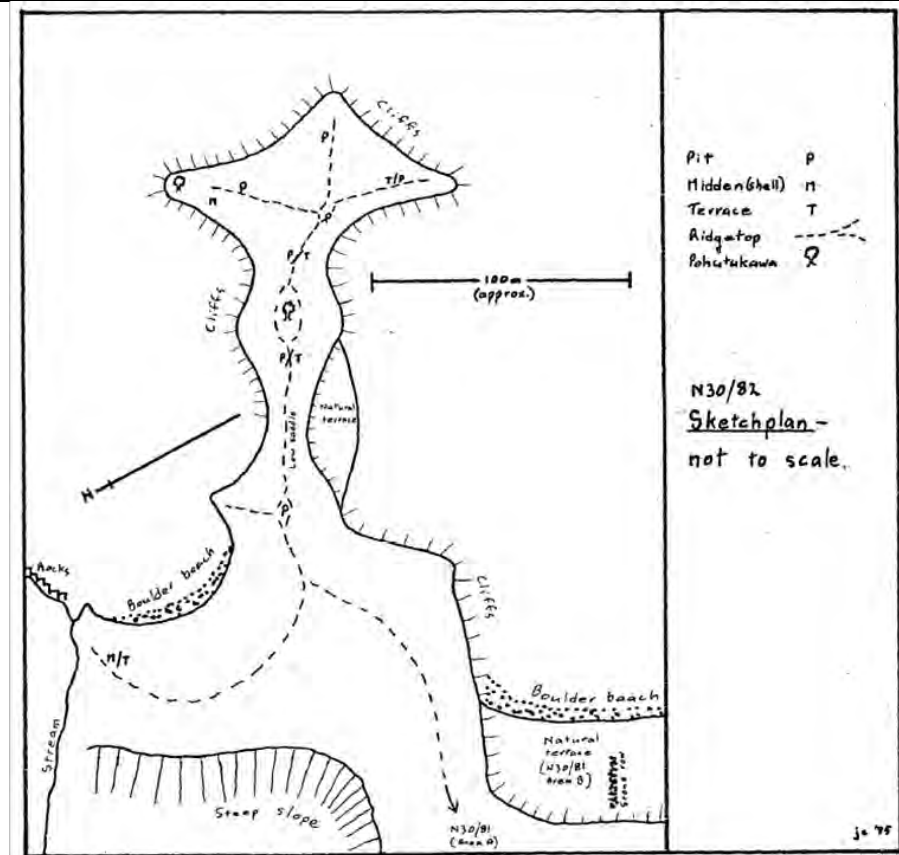 Cliffs
P
P
M
T/P
P
P/T
Cliffs
P/T
Natural
terrace
Low saddle
P
N
100m
(approx.)
Rocks
Boulder beach
M/T
Stream
Steep slope
Cliffs
Boulder beach
Natural
terrace
(N30/81
Area B)
Stone row
N30/81
(Area A)
Pit P
Midden (shell) M
Terrace T
Ridgetop
Pohutukawa
N30/82
Sketchplan -
not to scale.
jc '75